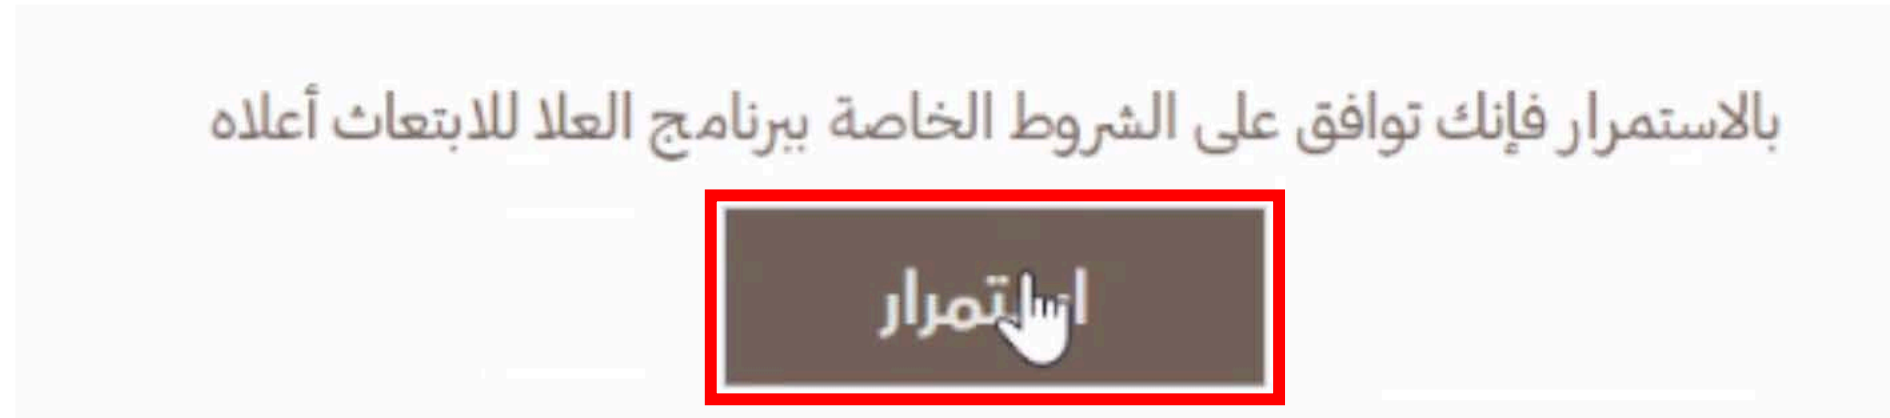 بالاستمرار فإنك توافق على الشروط الخاصة ببرنامج العلا للابتعاث أعلاه
استمرار